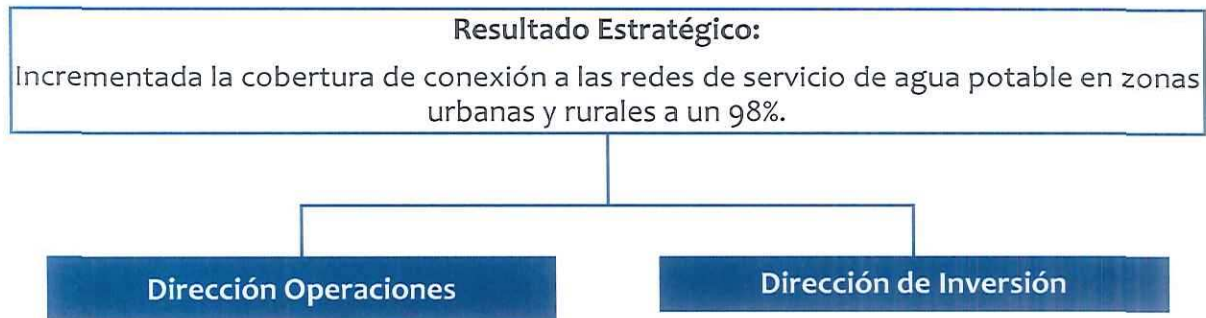 Resultado Estratégico:
Incrementada la cobertura de conexión a las redes de servicio de agua potable en zonas
urbanas y rurales a un 98%.
Dirección Operaciones
Dirección de Inversión